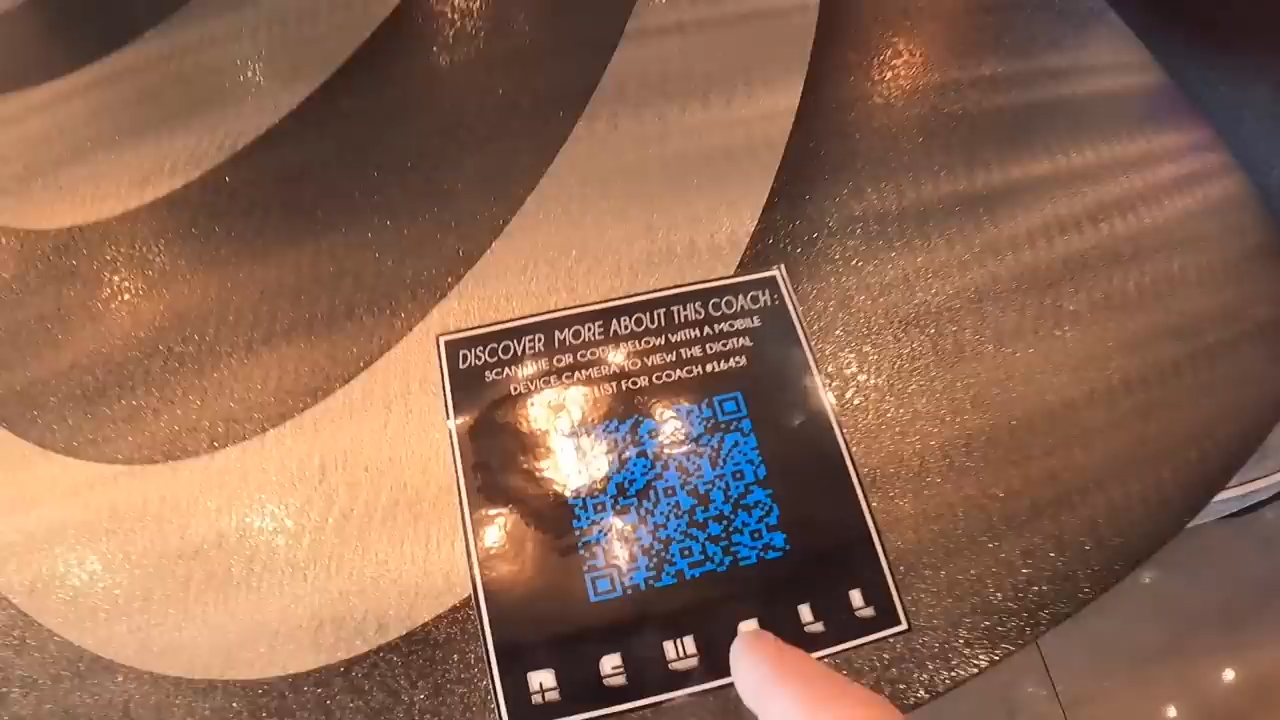 DISCOVER MORE ABOUT THIS COACH:
SCAN THE QR CODE BELOW WITH A MOBILE
DEVICE CAMERA TO VIEW THE DIGITAL
LIST FOR COACH #1645!